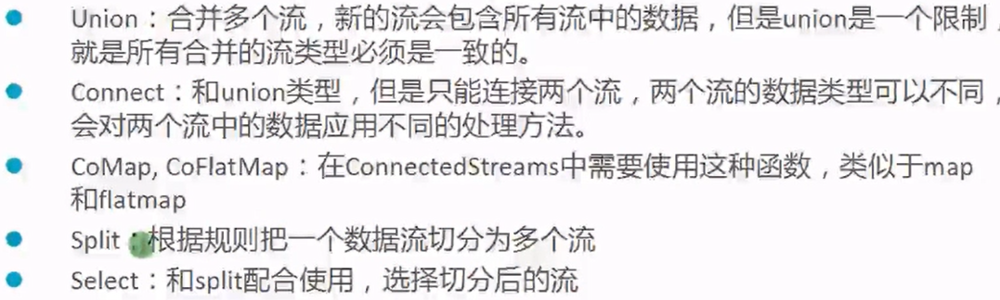 Union：合并多个流，新的流会包含所有流中的数据，但是union是一个限制，
就是所有合并的流类型必须是一致的。
Connect：和union类型，但是只能连接两个流，两个流的数据类型可以不同，
会对两个流中的数据应用不同的处理方法。
CoMap, CoFlatMap：在ConnectedStreams中需要使用这种函数，类似于map
和flatmap
Split：根据规则把一个数据流切分为多个流
Select：和split配合使用，选择切分后的流